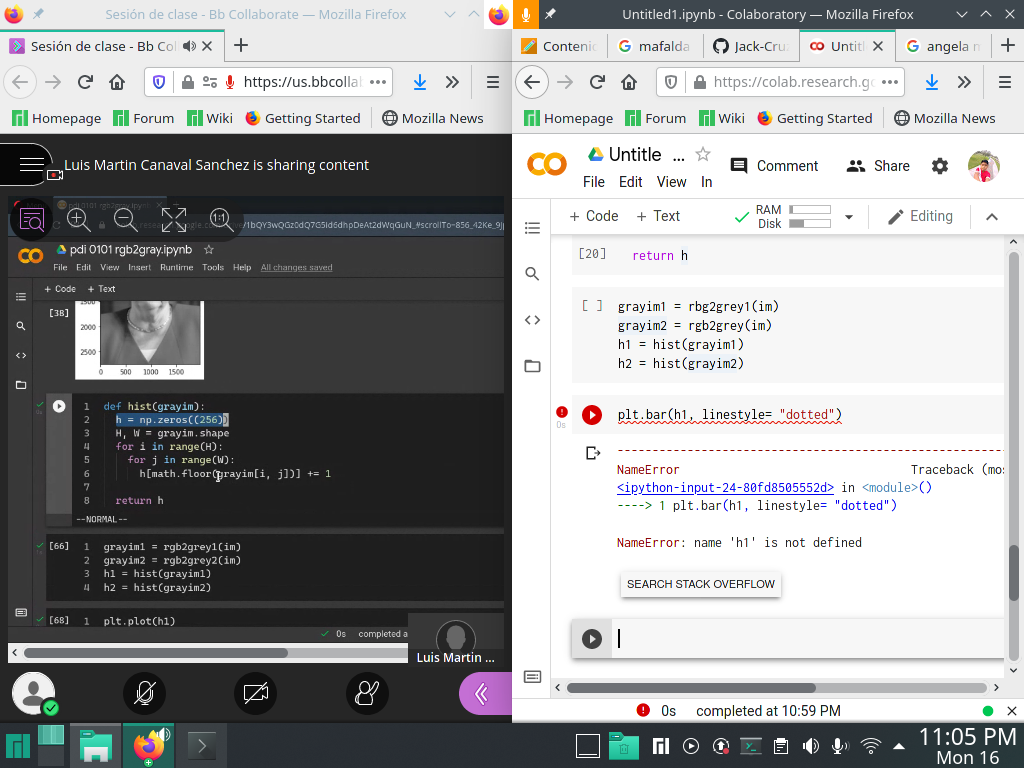 Sesión de clase - Bb Collaborate — Mozilla Firefox
Sesión de clase - Bb Col
https://us.bbcollal
Homepage
Forum
Wiki
Getting Started
Mozilla News
Luis Martin Canaval Sanchez is sharing content
1:1
pdi 0101 rgb2gray.ipynb
File Edit View Insert Runtime Tools Help All changes saved
+ Code + Text
[38]
2000
2500
0 500 1000 1500
1 def hist(grayim):
2 h = np.zeros((256))
3 H, W = grayim.shape
4 for i in range(H):
5 for j in range(W):
6 h[math.floor(grayim[i, j])] += 1
7
8 return h
--NORMAL--
[66] 1 grayim1 = rgb2grey1(im)
2 grayim2 = rgb2grey2(im)
3 h1 = hist(grayim1)
4 h2 = hist(grayim2)
[68] 1 plt.plot(h1)
0s completed a
Luis Martin ...
Untitled1.ipynb - Colaboratory — Mozilla Firefox
Conteni
mafalda
Jack-Cru
Untitl
angela m
https://colab.research.go
Homepage
Forum
Wiki
Getting Started
Mozilla News
Untitle ...
Comment
Share
File Edit View In
+ Code + Text
RAM
Disk
Editing
[20] return h
[ ] grayim1 = rbg2grey1(im)
grayim2 = rgb2grey(im)
h1 = hist(grayim1)
h2 = hist(grayim2)
plt.bar(h1, linestyle= "dotted")
0s
NameError Traceback (mos
<ipython-input-24-80fd8505552d> in <module>()
----> 1 plt.bar(h1, linestyle= "dotted")
NameError: name 'h1' is not defined
SEARCH STACK OVERFLOW
0s completed at 10:59 PM
11:05 PM
Mon 16